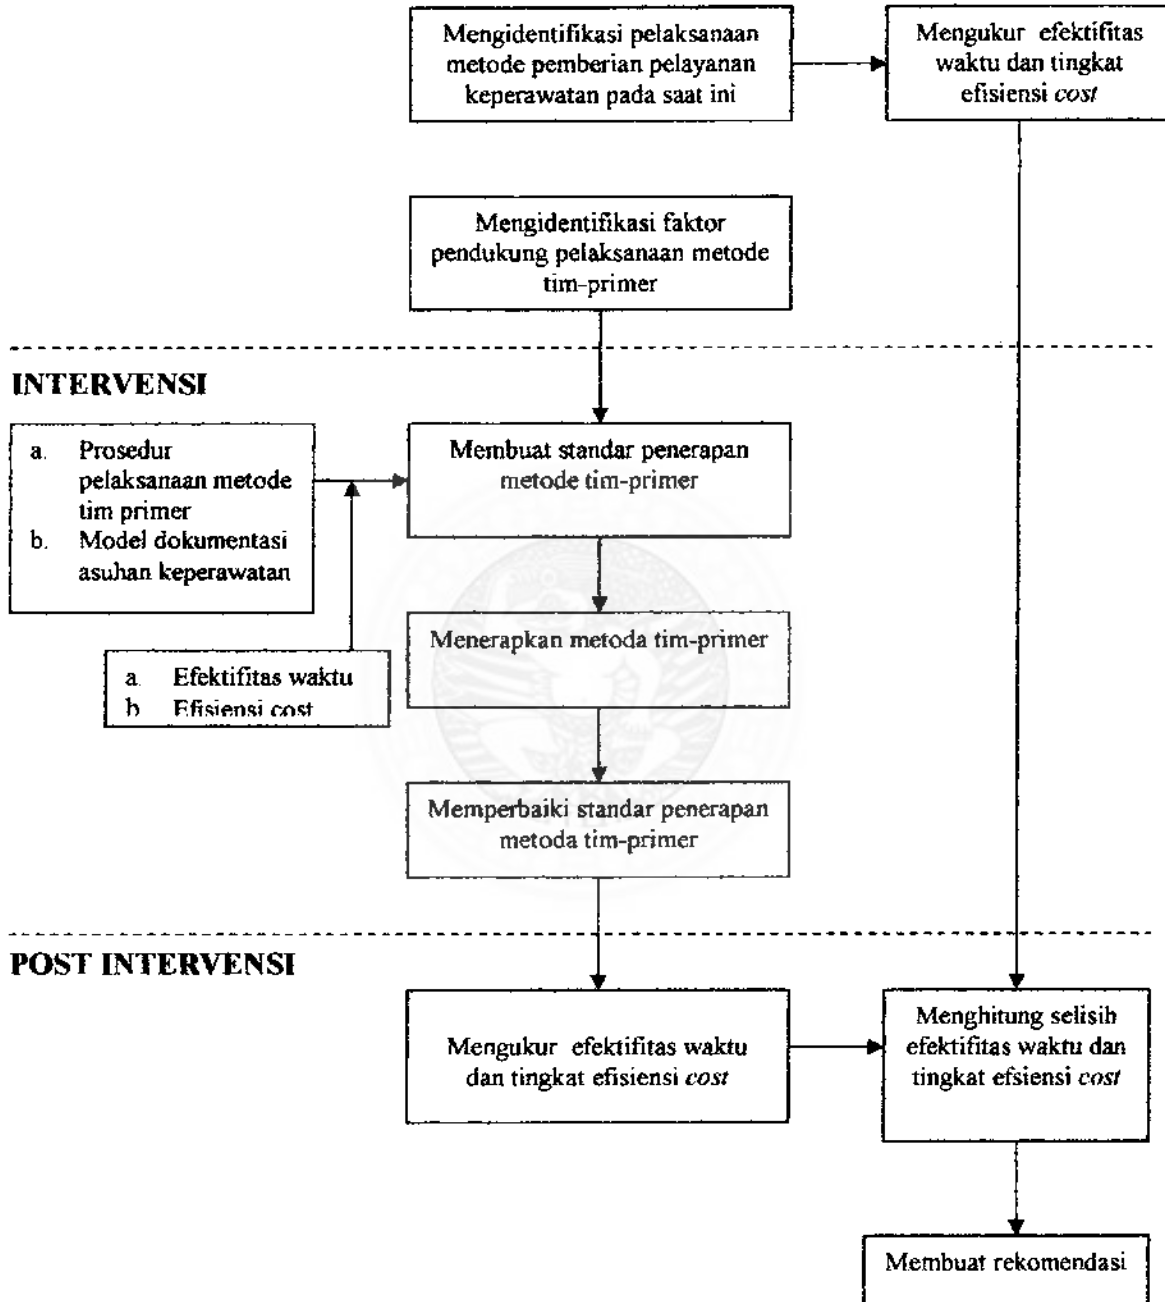 Mengidentifikasi pelaksanaan
metode pemberian pelayanan
keperawatan pada saat ini
Mengukur efektifitas
waktu dan tingkat
efisiensi cost
Mengidentifikasi faktor
pendukung pelaksanaan metode
tim-primer
INTERVENSI
a. Prosedur
pelaksanaan metode
tim primer
b. Model dokumentasi
asuhan keperawatan
Membuat standar penerapan
metode tim-primer
a. Efektifitas waktu
b Efisiensi cost
Menerapkan metoda tim-primer
Memperbaiki standar penerapan
metoda tim-primer
POST INTERVENSI
Mengukur efektifitas waktu
dan tingkat efisiensi cost
Menghitung selisih
efektifitas waktu dan
tingkat efsiensi cost
Membuat rekomendasi